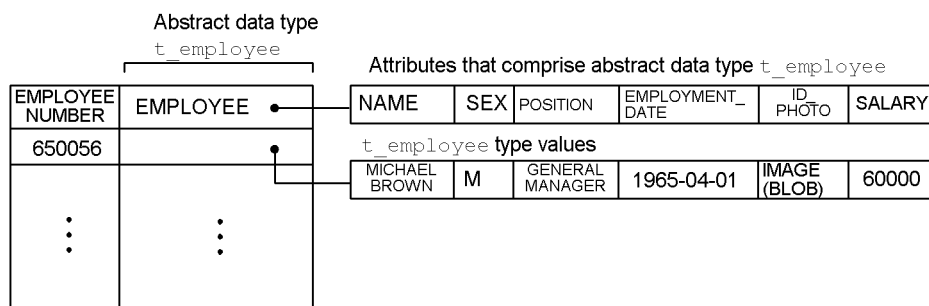 Abstract data type
t_employee
Attributes that comprise abstract data type t_employee
EMPLOYEE
NUMBER
EMPLOYEE
NAME
SEX
POSITION
EMPLOYMENT_
DATE
ID_
PHOTO
SALARY
650056
t_employee type values
MICHAEL
BROWN
M
GENERAL
MANAGER
1965-04-01
IMAGE
(BLOB)
60000